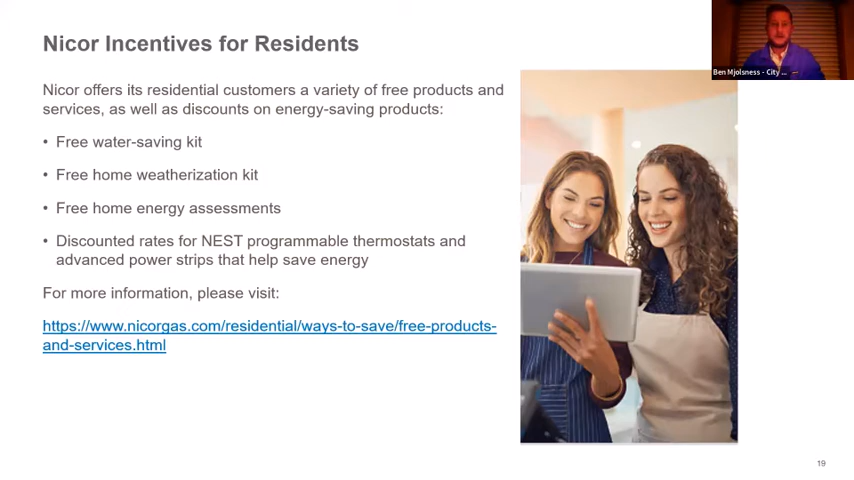 Nicor Incentives for Residents
Ben Mjolsness - City ...
Nicor offers its residential customers a variety of free products and
services, as well as discounts on energy-saving products:
• Free water-saving kit
• Free home weatherization kit
• Free home energy assessments
• Discounted rates for NEST programmable thermostats and
advanced power strips that help save energy
For more information, please visit:
https://www.nicorgas.com/residential/ways-to-save/free-products-
and-services.html
19